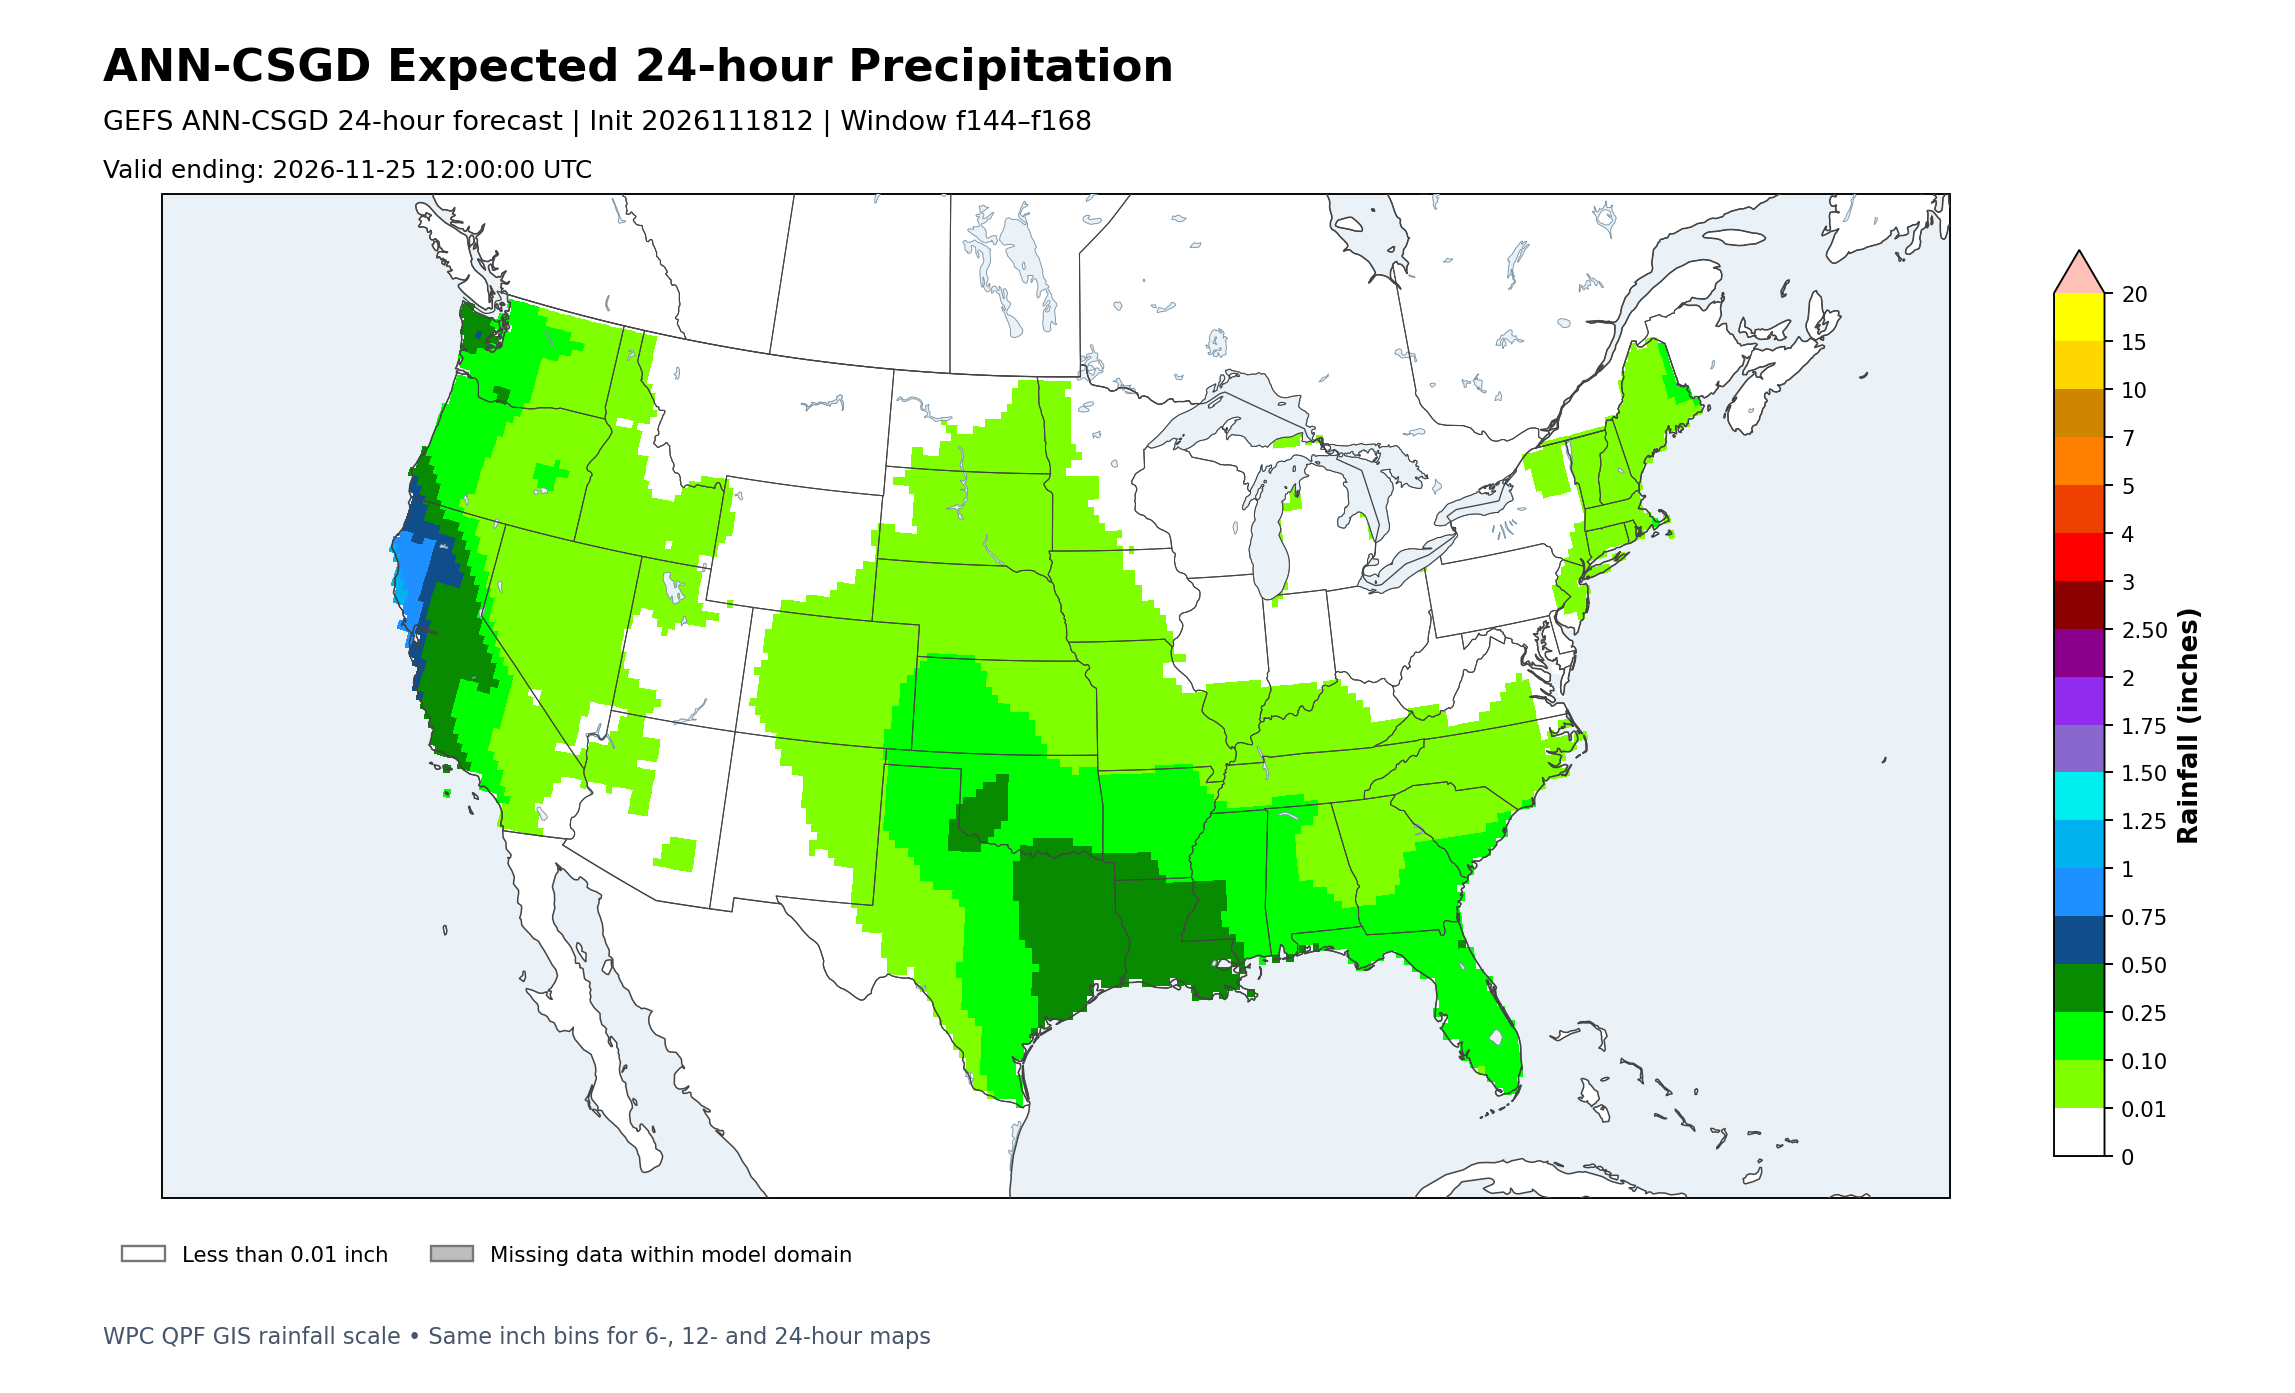 ANN-CSGD Expected 24-hour Precipitation
GEFS ANN-CSGD 24-hour forecast | Init 2026111812 | Window f144–f168
Valid ending: 2026-11-25 12:00:00 UTC
20
15
10
7
5
4
3
2.50
2
1.75
1.50
1.25
1
0.75
0.50
0.25
0.10
0.01
0
Rainfall (inches)
Less than 0.01 inch
Missing data within model domain
WPC QPF GIS rainfall scale • Same inch bins for 6-, 12- and 24-hour maps